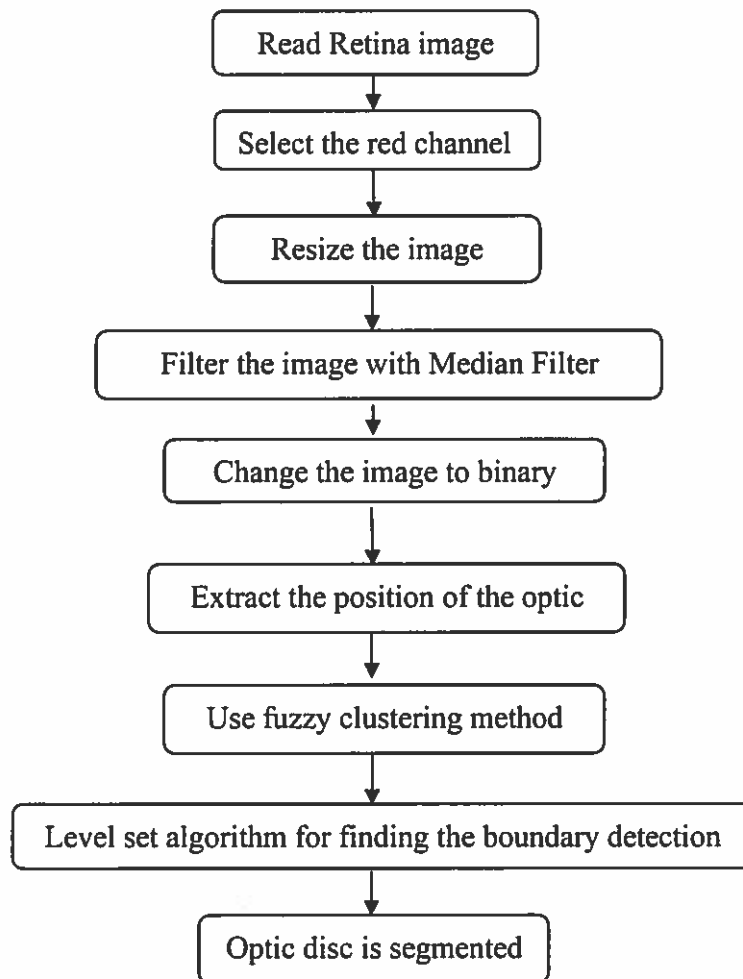 Read Retina image
Select the red channel
Resize the image
Filter the image with Median Filter
Change the image to binary
Extract the position of the optic
Use fuzzy clustering method
Level set algorithm for finding the boundary detection
Optic disc is segmented